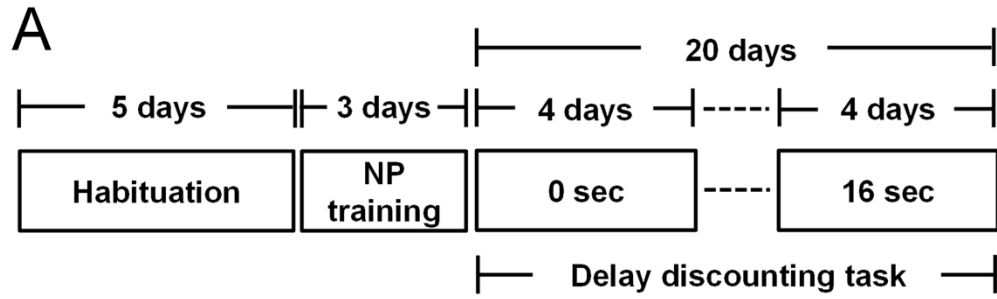 A
20 days
5 days
3 days
4 days
4 days
Habituation
NP
training
0 sec
16 sec
Delay discounting task